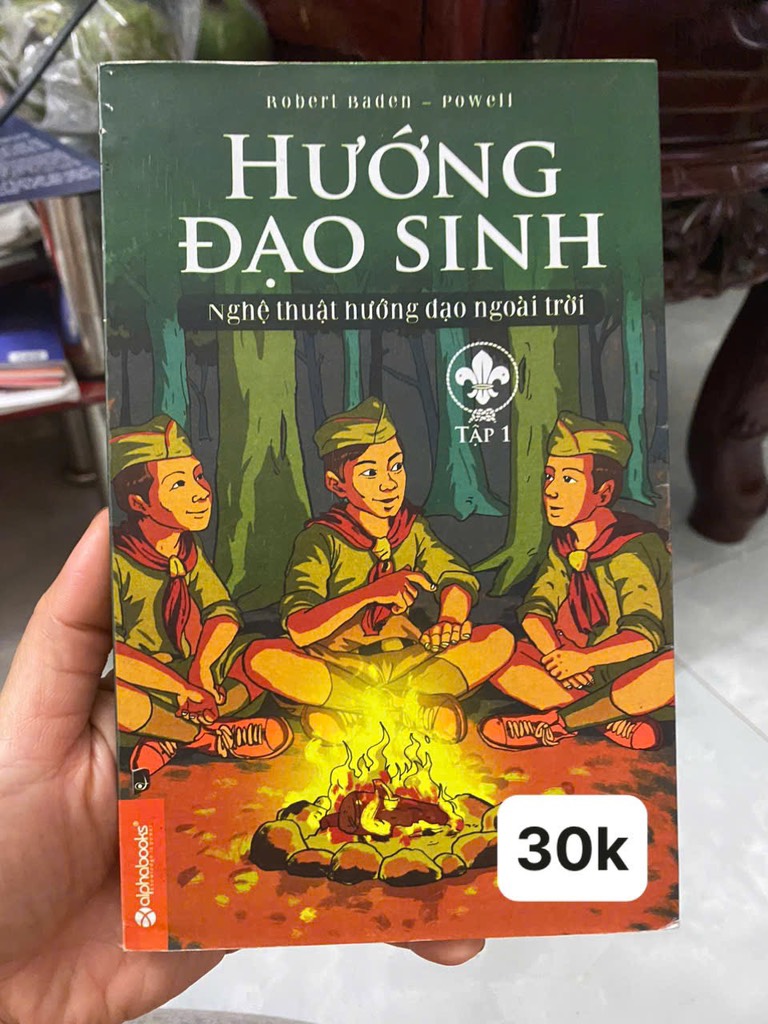 Robert Baden - Powell
HƯỚNG
ĐẠO SINH
Nghệ thuật hướng đạo ngoài trời
TẬP 1
alphabooks®
30k